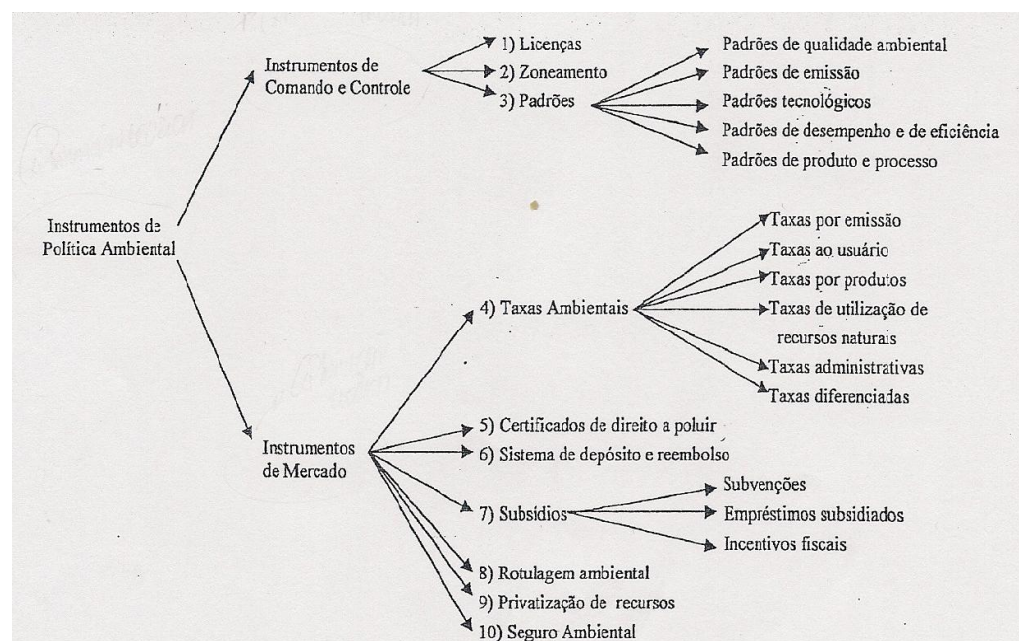 Instrumentos de
Política Ambiental
Instrumentos de
Comando e Controle
1) Licenças
2) Zoneamento
3) Padrões
Padrões de qualidade ambiental
Padrões de emissão
Padrões tecnológicos
Padrões de desempenho e de eficiência
Padrões de produto e processo
Instrumentos
de Mercado
4) Taxas Ambientais
Taxas por emissão
Taxas ao usuário
Taxas por produtos
Taxas de utilização de
recursos naturais
Taxas administrativas
Taxas diferenciadas
5) Certificados de direito a poluir
6) Sistema de depósito e reembolso
7) Subsídios
Subvenções
Empréstimos subsidiados
Incentivos fiscais
8) Rotulagem ambiental
9) Privatização de recursos
10) Seguro Ambiental